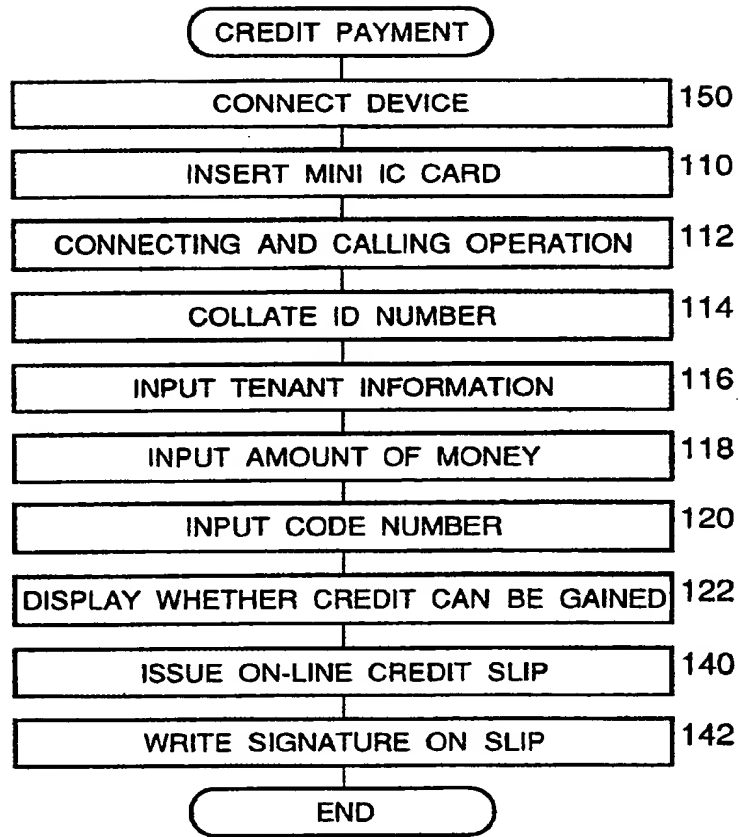 CREDIT PAYMENT
CONNECT DEVICE 150
INSERT MINI IC CARD 110
CONNECTING AND CALLING OPERATION 112
COLLATE ID NUMBER 114
INPUT TENANT INFORMATION 116
INPUT AMOUNT OF MONEY 118
INPUT CODE NUMBER 120
DISPLAY WHETHER CREDIT CAN BE GAINED 122
ISSUE ON-LINE CREDIT SLIP 140
WRITE SIGNATURE ON SLIP 142
END